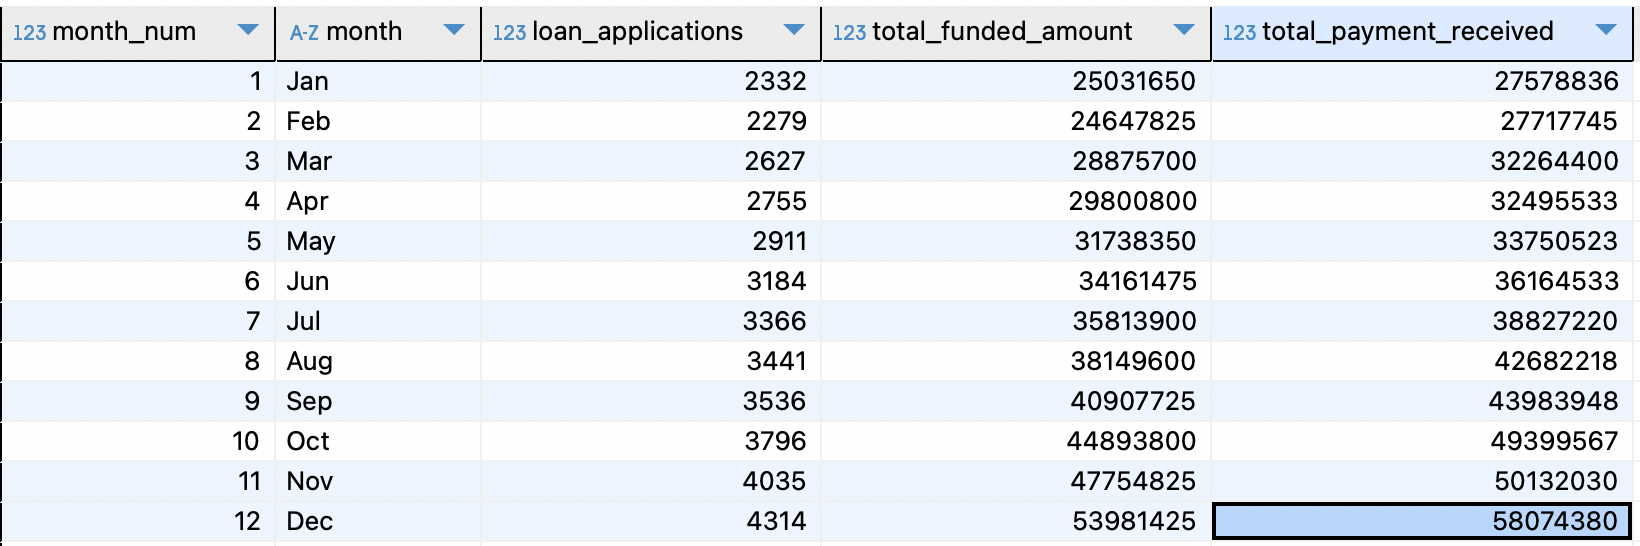 123 month_num A-Z month 123 loan_applications 123 total_funded_amount 123 total_payment_received
1 Jan 2332 25031650 27578836
2 Feb 2279 24647825 27717745
3 Mar 2627 28875700 32264400
4 Apr 2755 29800800 32495533
5 May 2911 31738350 33750523
6 Jun 3184 34161475 36164533
7 Jul 3366 35813900 38827220
8 Aug 3441 38149600 42682218
9 Sep 3536 40907725 43983948
10 Oct 3796 44893800 49399567
11 Nov 4035 47754825 50132030
12 Dec 4314 53981425 58074380